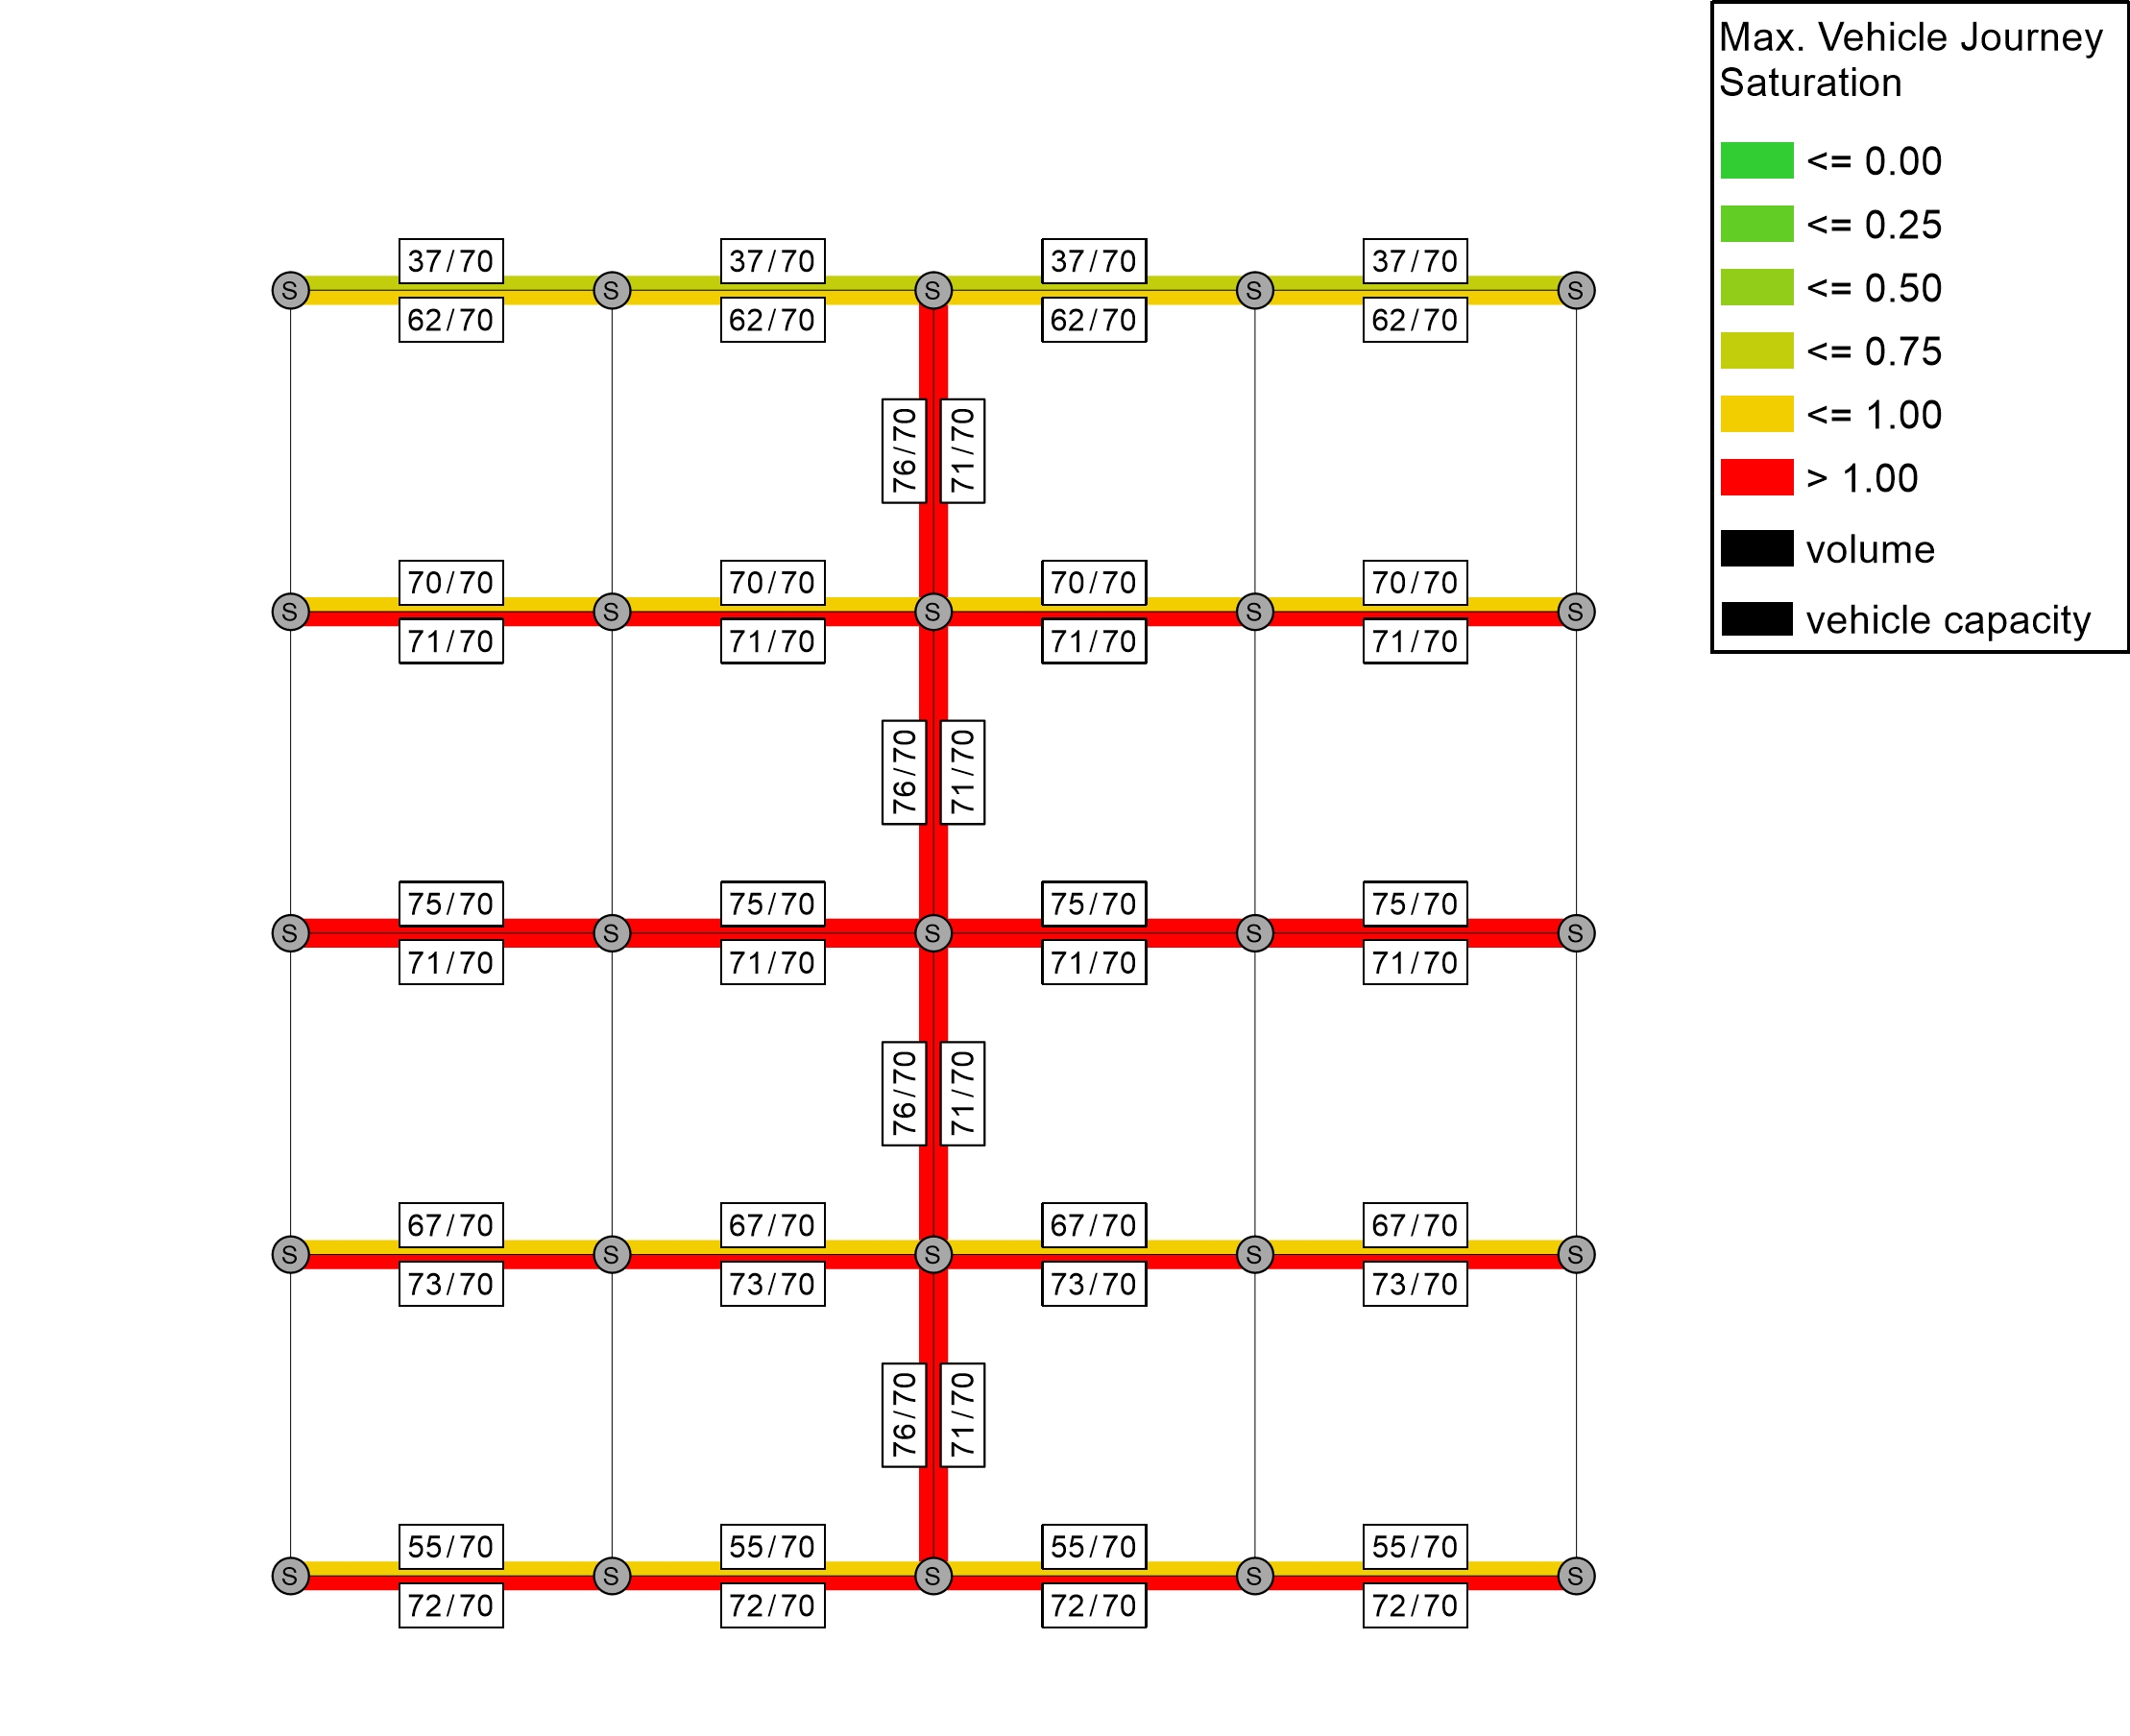 Max. Vehicle Journey
Saturation
<= 0.00
<= 0.25
<= 0.50
<= 0.75
<= 1.00
> 1.00
volume
vehicle capacity
37/70 37/70 37/70 37/70
S S S S S
62/70 62/70 62/70 62/70
76/70 71/70
70/70 70/70 70/70 70/70
S S S S S
71/70 71/70 71/70 71/70
76/70 71/70
75/70 75/70 75/70 75/70
S S S S S
71/70 71/70 71/70 71/70
76/70 71/70
67/70 67/70 67/70 67/70
S S S S S
73/70 73/70 73/70 73/70
76/70 71/70
55/70 55/70 55/70 55/70
S S S S S
72/70 72/70 72/70 72/70